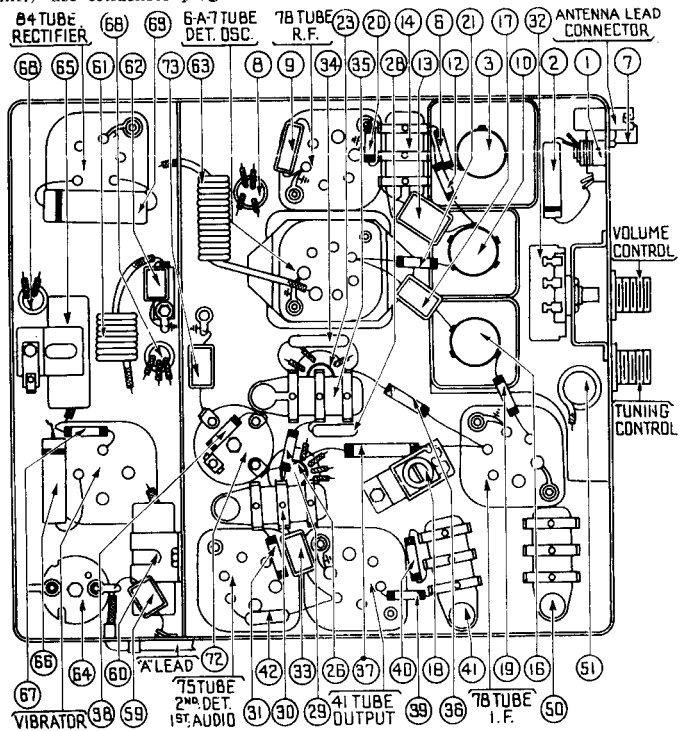 84 TUBE RECTIFIER
68
69
6-A-7 TUBE DET. OSC.
78 TUBE R.F.
23 20 14 6 21 17 32
ANTENNA LEAD CONNECTOR
68 65 61 62 73 63 8 9 34 35 28 13 12 3 10 2 1 7
VOLUME CONTROL
TUNING CONTROL
66 64 60 "A" LEAD 72 42 33 26 37 40 18 41 19 16 51
67 VIBRATOR 38 59
75 TUBE 2ND. DET. 1ST. AUDIO
31 30 29
41 TUBE OUTPUT
39 36
78 TUBE I.F.
50